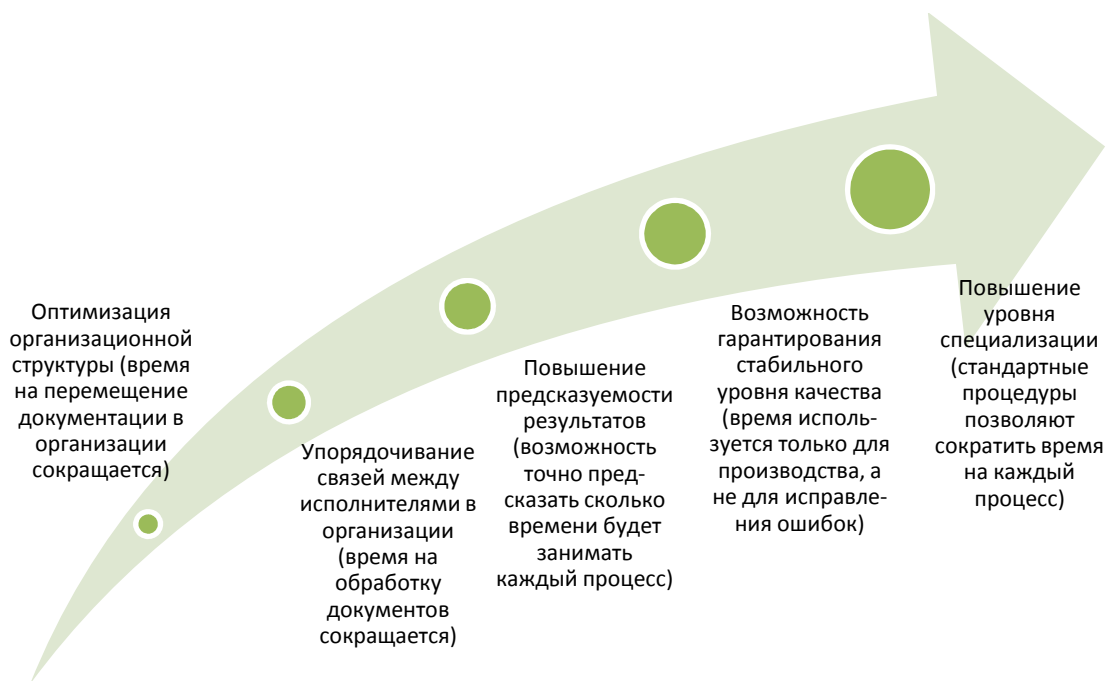 Оптимизация
организационной
структуры (время
на перемещение
документации в
организации
сокращается)
Упорядочивание
связей между
исполнителями в
организации
(время на
обработку
документов
сокращается)
Повышение
предсказуемости
результатов
(возможность
точно пред-
сказать сколько
времени будет
занимать
каждый процесс)
Возможность
гарантирования
стабильного
уровня качества
(время исполь-
зуется только для
производства, а
не для исправле-
ния ошибок)
Повышение
уровня
специализации
(стандартные
процедуры
позволяют
сократить время
на каждый
процесс)